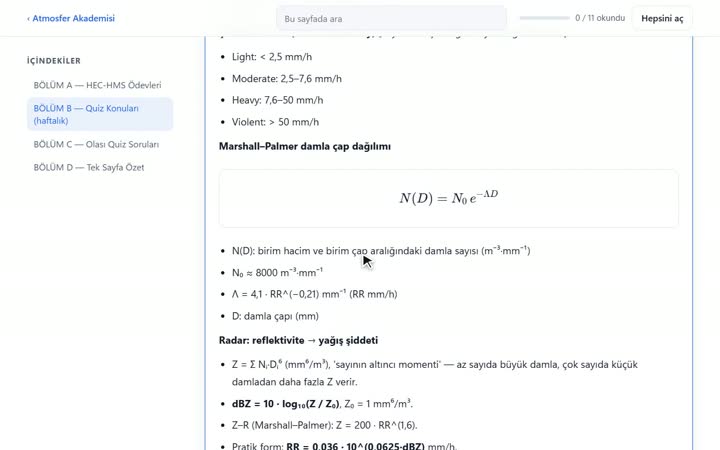 ‹ Atmosfer Akademisi
Bu sayfada ara
0 / 11 okundu
Hepsini aç
İÇİNDEKİLER
BÖLÜM A — HEC-HMS Ödevleri
BÖLÜM B — Quiz Konuları
(haftalık)
BÖLÜM C — Olası Quiz Soruları
BÖLÜM D — Tek Sayfa Özet
• Light: < 2,5 mm/h
• Moderate: 2,5–7,6 mm/h
• Heavy: 7,6–50 mm/h
• Violent: > 50 mm/h
Marshall–Palmer damla çap dağılımı
N(D) = N₀ e^{−ΛD}
• N(D): birim hacim ve birim çap aralığındaki damla sayısı (m⁻³·mm⁻¹)
• N₀ ≈ 8000 m⁻³·mm⁻¹
• Λ = 4,1 · RR^(−0,21) mm⁻¹ (RR mm/h)
• D: damla çapı (mm)
Radar: reflektivite → yağış şiddeti
• Z = Σ Nᵢ·Dᵢ⁶ (mm⁶/m³), 'sayının altıncı momenti' — az sayıda büyük damla, çok sayıda küçük
damladan daha fazla Z verir.
• dBZ = 10 · log₁₀(Z / Z₀), Z₀ = 1 mm⁶/m³.
• Z–R (Marshall–Palmer): Z = 200 · RR^(1,6).
• Pratik form: RR = 0,036 · 10^(0,0625·dBZ) mm/h.